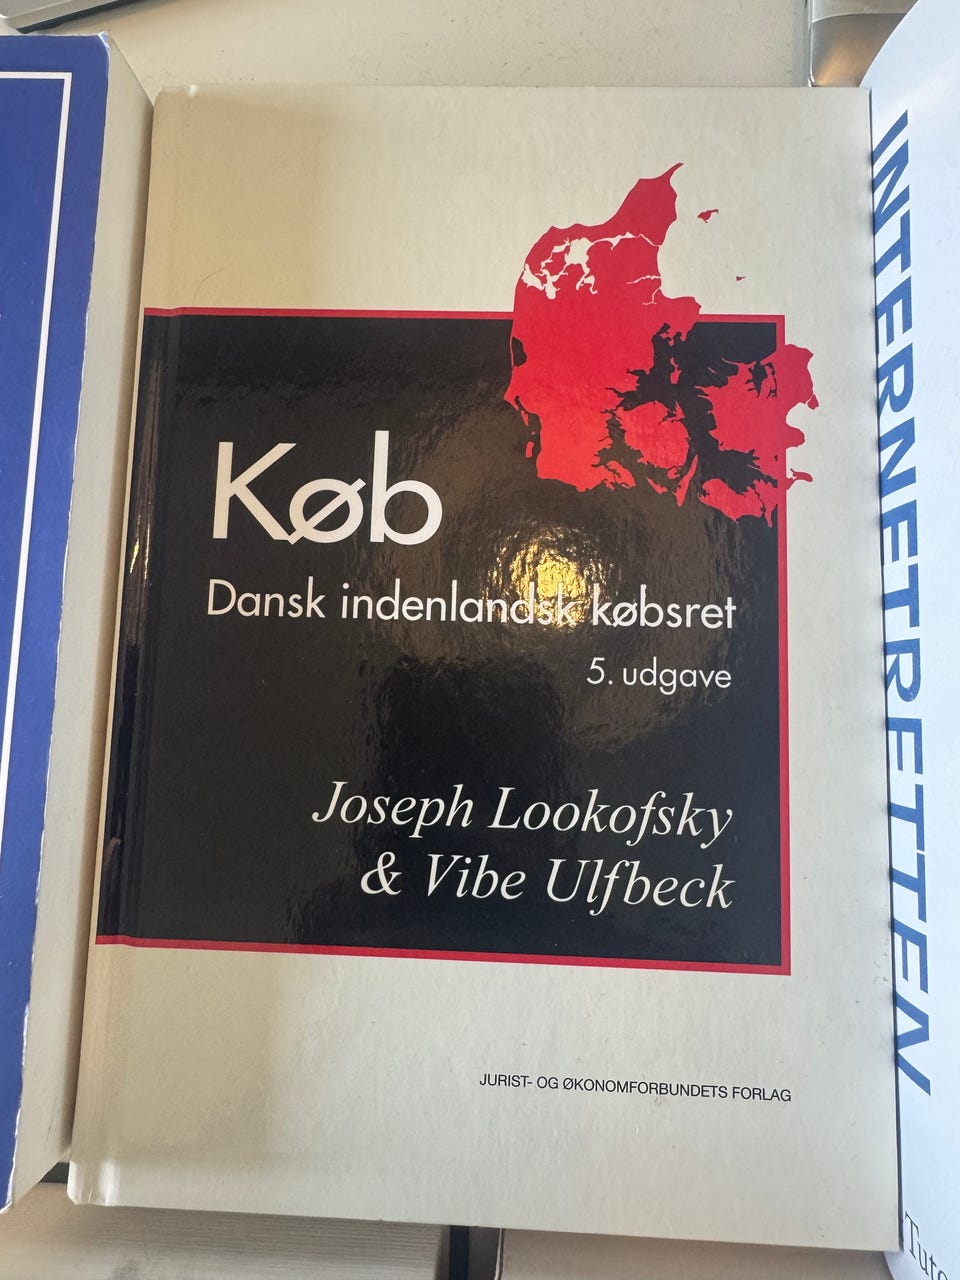 Køb
Dansk indenlandsk købsret
5. udgave
Joseph Lookofsky
& Vibe Ulfbeck
JURIST- OG ØKONOMFORBUNDETS FORLAG
INTERNETRETTEN